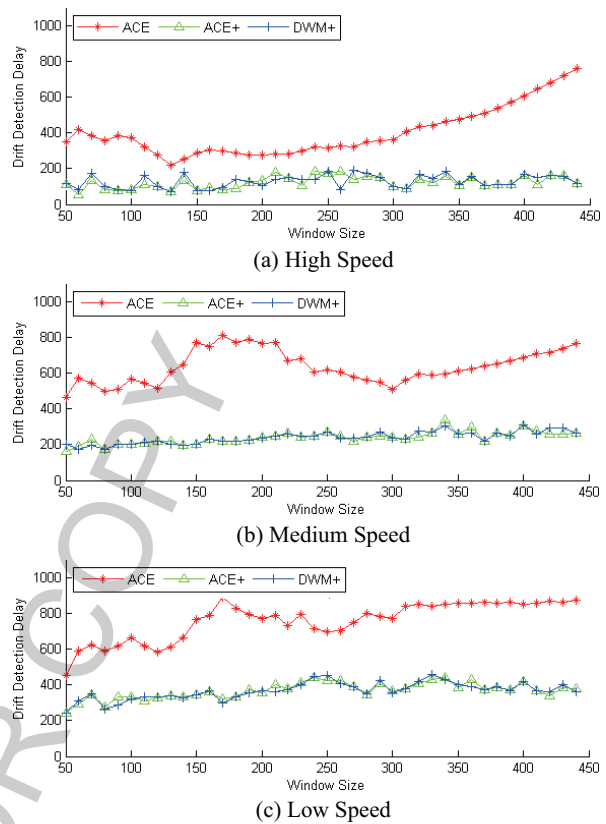 1000
800
600
400
200
0
Drift Detection Delay
ACE ACE+ DWM+
50 100 150 200 250 300 350 400 450
Window Size
(a) High Speed
1000
800
600
400
200
0
Drift Detection Delay
ACE ACE+ DWM+
50 100 150 200 250 300 350 400 450
Window Size
(b) Medium Speed
1000
800
600
400
200
0
Drift Detection Delay
ACE ACE+ DWM+
50 100 150 200 250 300 350 400 450
Window Size
(c) Low Speed
OR COPY